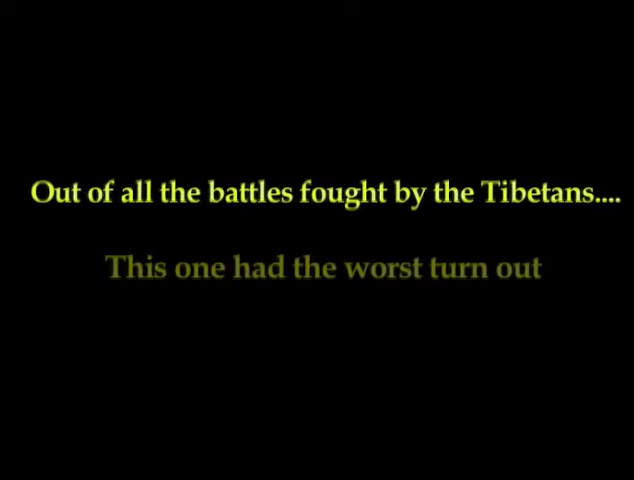 Out of all the battles fought by the Tibetans....
This one had the worst turn out